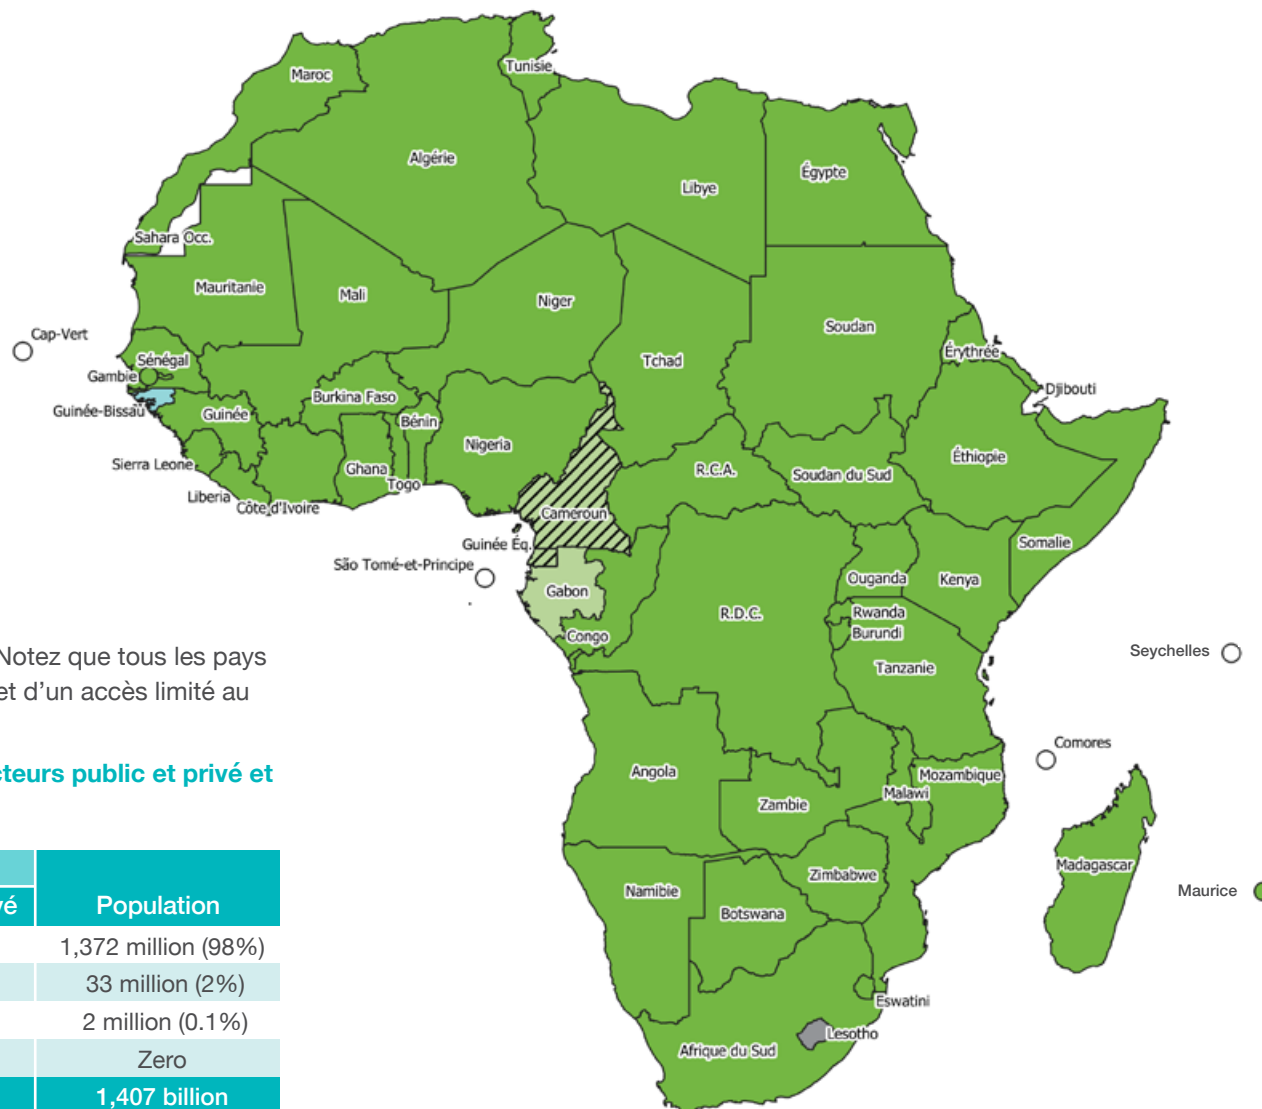 Maroc
Tunisie
Algérie
Libye
Égypte
Sahara Occ.
Mauritanie
Mali
Niger
Soudan
Cap-Vert
Sénégal
Tchad
Érythrée
Gambie
Djibouti
Burkina Faso
Guinée-Bissau
Guinée
Bénin
Nigeria
Éthiopie
Sierra Leone
Ghana
R.C.A.
Soudan du Sud
Togo
Liberia
Côte d'Ivoire
Cameroun
Guinée Éq.
Somalie
São Tomé-et-Principe
Gabon
Ouganda
Kenya
R.D.C.
Rwanda
Congo
Burundi
Seychelles
Tanzanie
Notez que tous les pays
et d’un accès limité au
Comores
cteurs public et privé et
Angola
Mozambique
Zambie
Malawi
Madagascar
Zimbabwe
Maurice
Namibie
Botswana
vé
Population
1,372 million (98%)
33 million (2%)
2 million (0.1%)
Zero
1,407 billion
Eswatini
Lesotho
Afrique du Sud